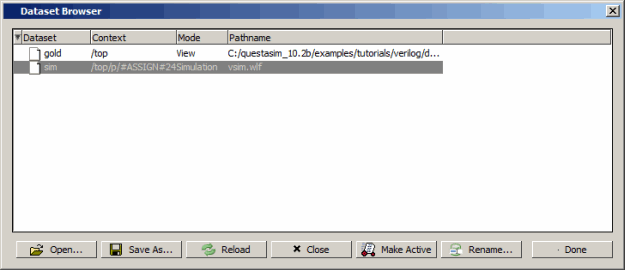 Dataset Browser
Dataset Context Mode Pathname
gold /top View C:/questasim_10.2b/examples/tutorials/verilog/d...
sim /top/p/#ASSIGN#24Simulation vsim.wlf
Open... Save As... Reload Close Make Active Rename... Done